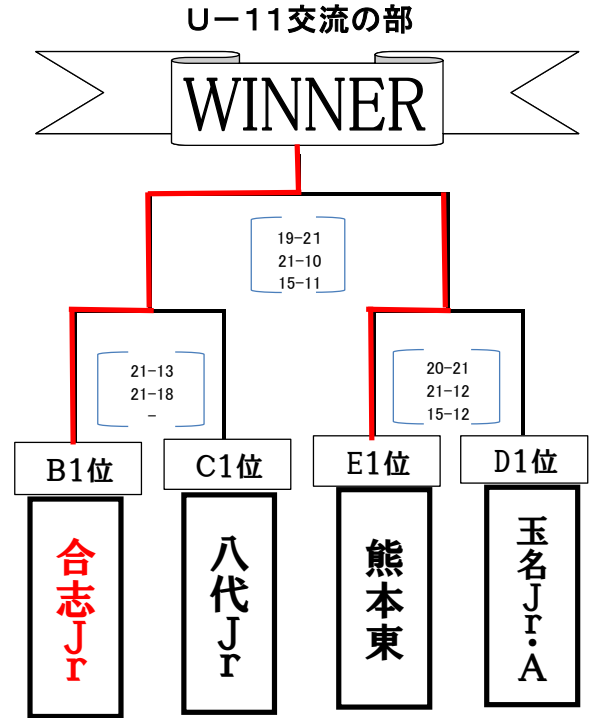 U－11交流の部
WINNER
19-21
21-10
15-11
21-13
21-18
-
20-21
21-12
15-12
B1位
C1位
E1位
D1位
合志Jr
八代Jr
熊本東
玉名Jr・A